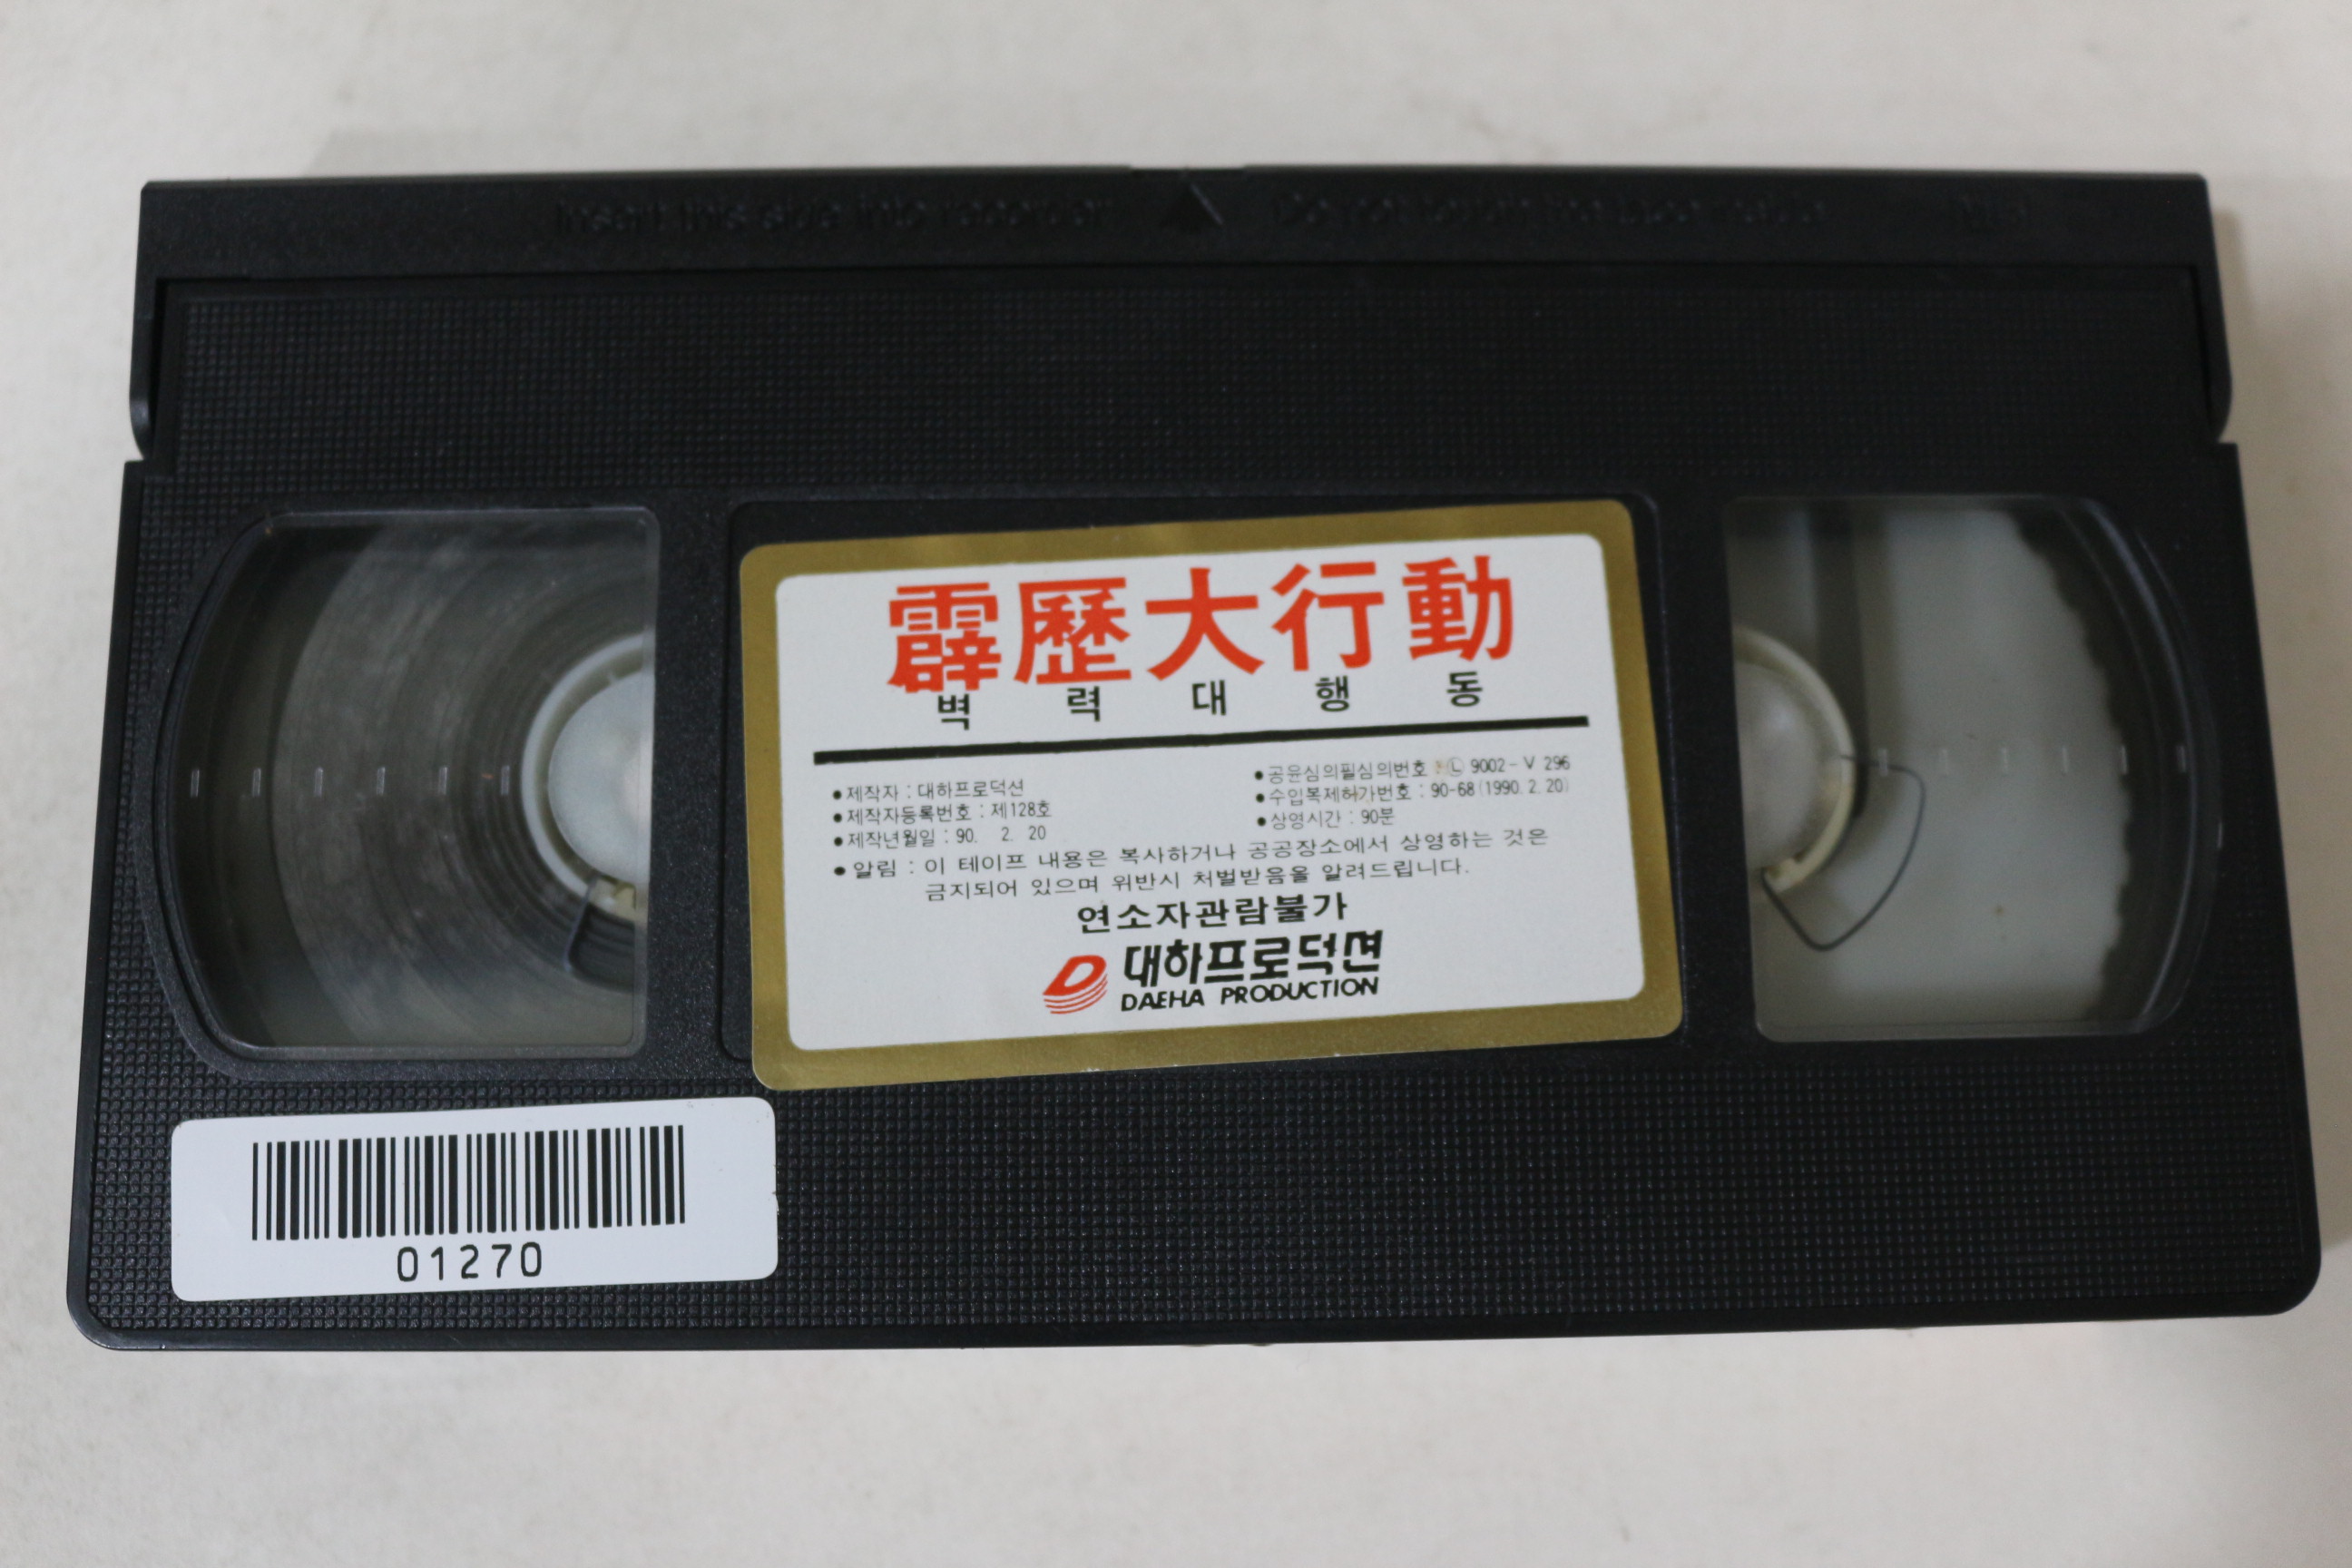 Insert this side into recorder
霹歷大行動
벽 력 대 행 동
● 제작자 : 대하프로덕션
● 제작자등록번호 : 제128호
● 제작년월일 : 90. 2. 20
● 공윤심의필심의번호 : Ⓛ 9002-V 296
● 수입복제허가번호 : 90-68(1990. 2. 20)
● 상영시간 : 90분
● 알림 : 이 테이프 내용은 복사하거나 공공장소에서 상영하는 것은
금지되어 있으며 위반시 처벌받음올 알려드립니다.
연소자관람불가
대하프로덕션
DAEHA PRODUCTION
01270